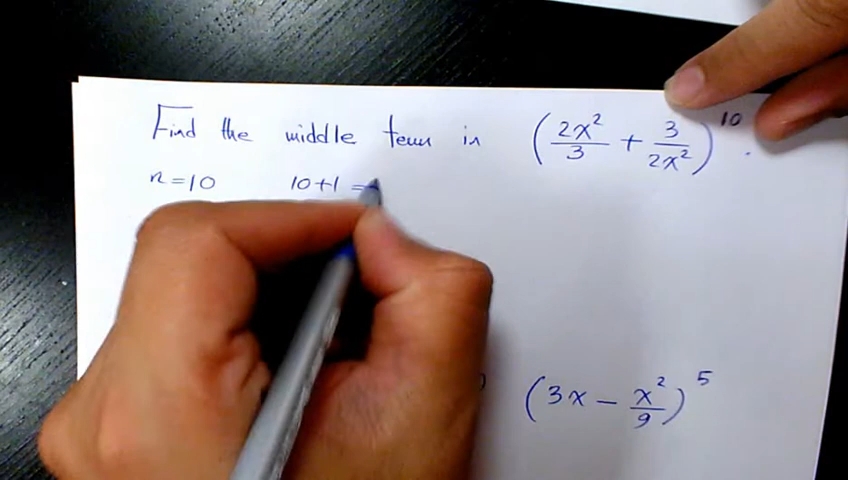 Find the middle term in (2x²/3 + 3/2x²)¹⁰.
n=10 10+1 =
(3x − x²/9)⁵